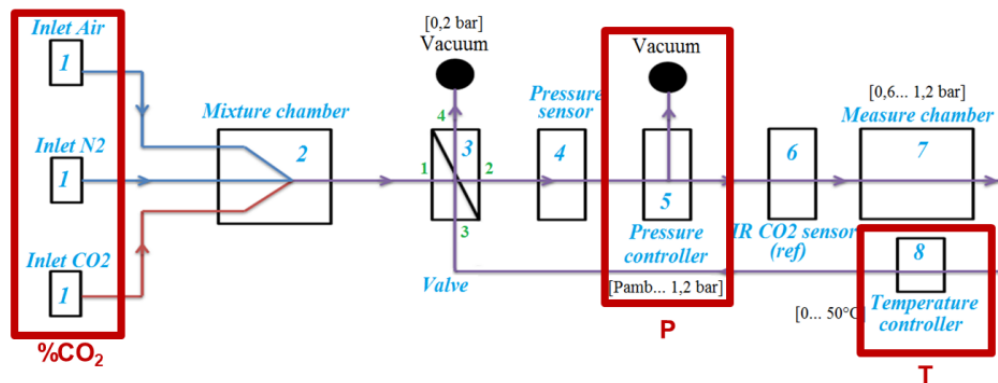 Inlet Air
1
Inlet N2
1
Inlet CO2
1
%CO₂
Mixture chamber
2
[0,2 bar]
Vacuum
4
3
1
2
3
Valve
Pressure
sensor
4
Vacuum
5
Pressure
controller
[Pamb... 1,2 bar]
P
6
IR CO2 sensor
(ref)
[0,6... 1,2 bar]
Measure chamber
7
8
[0... 50°C]
Temperature
controller
T